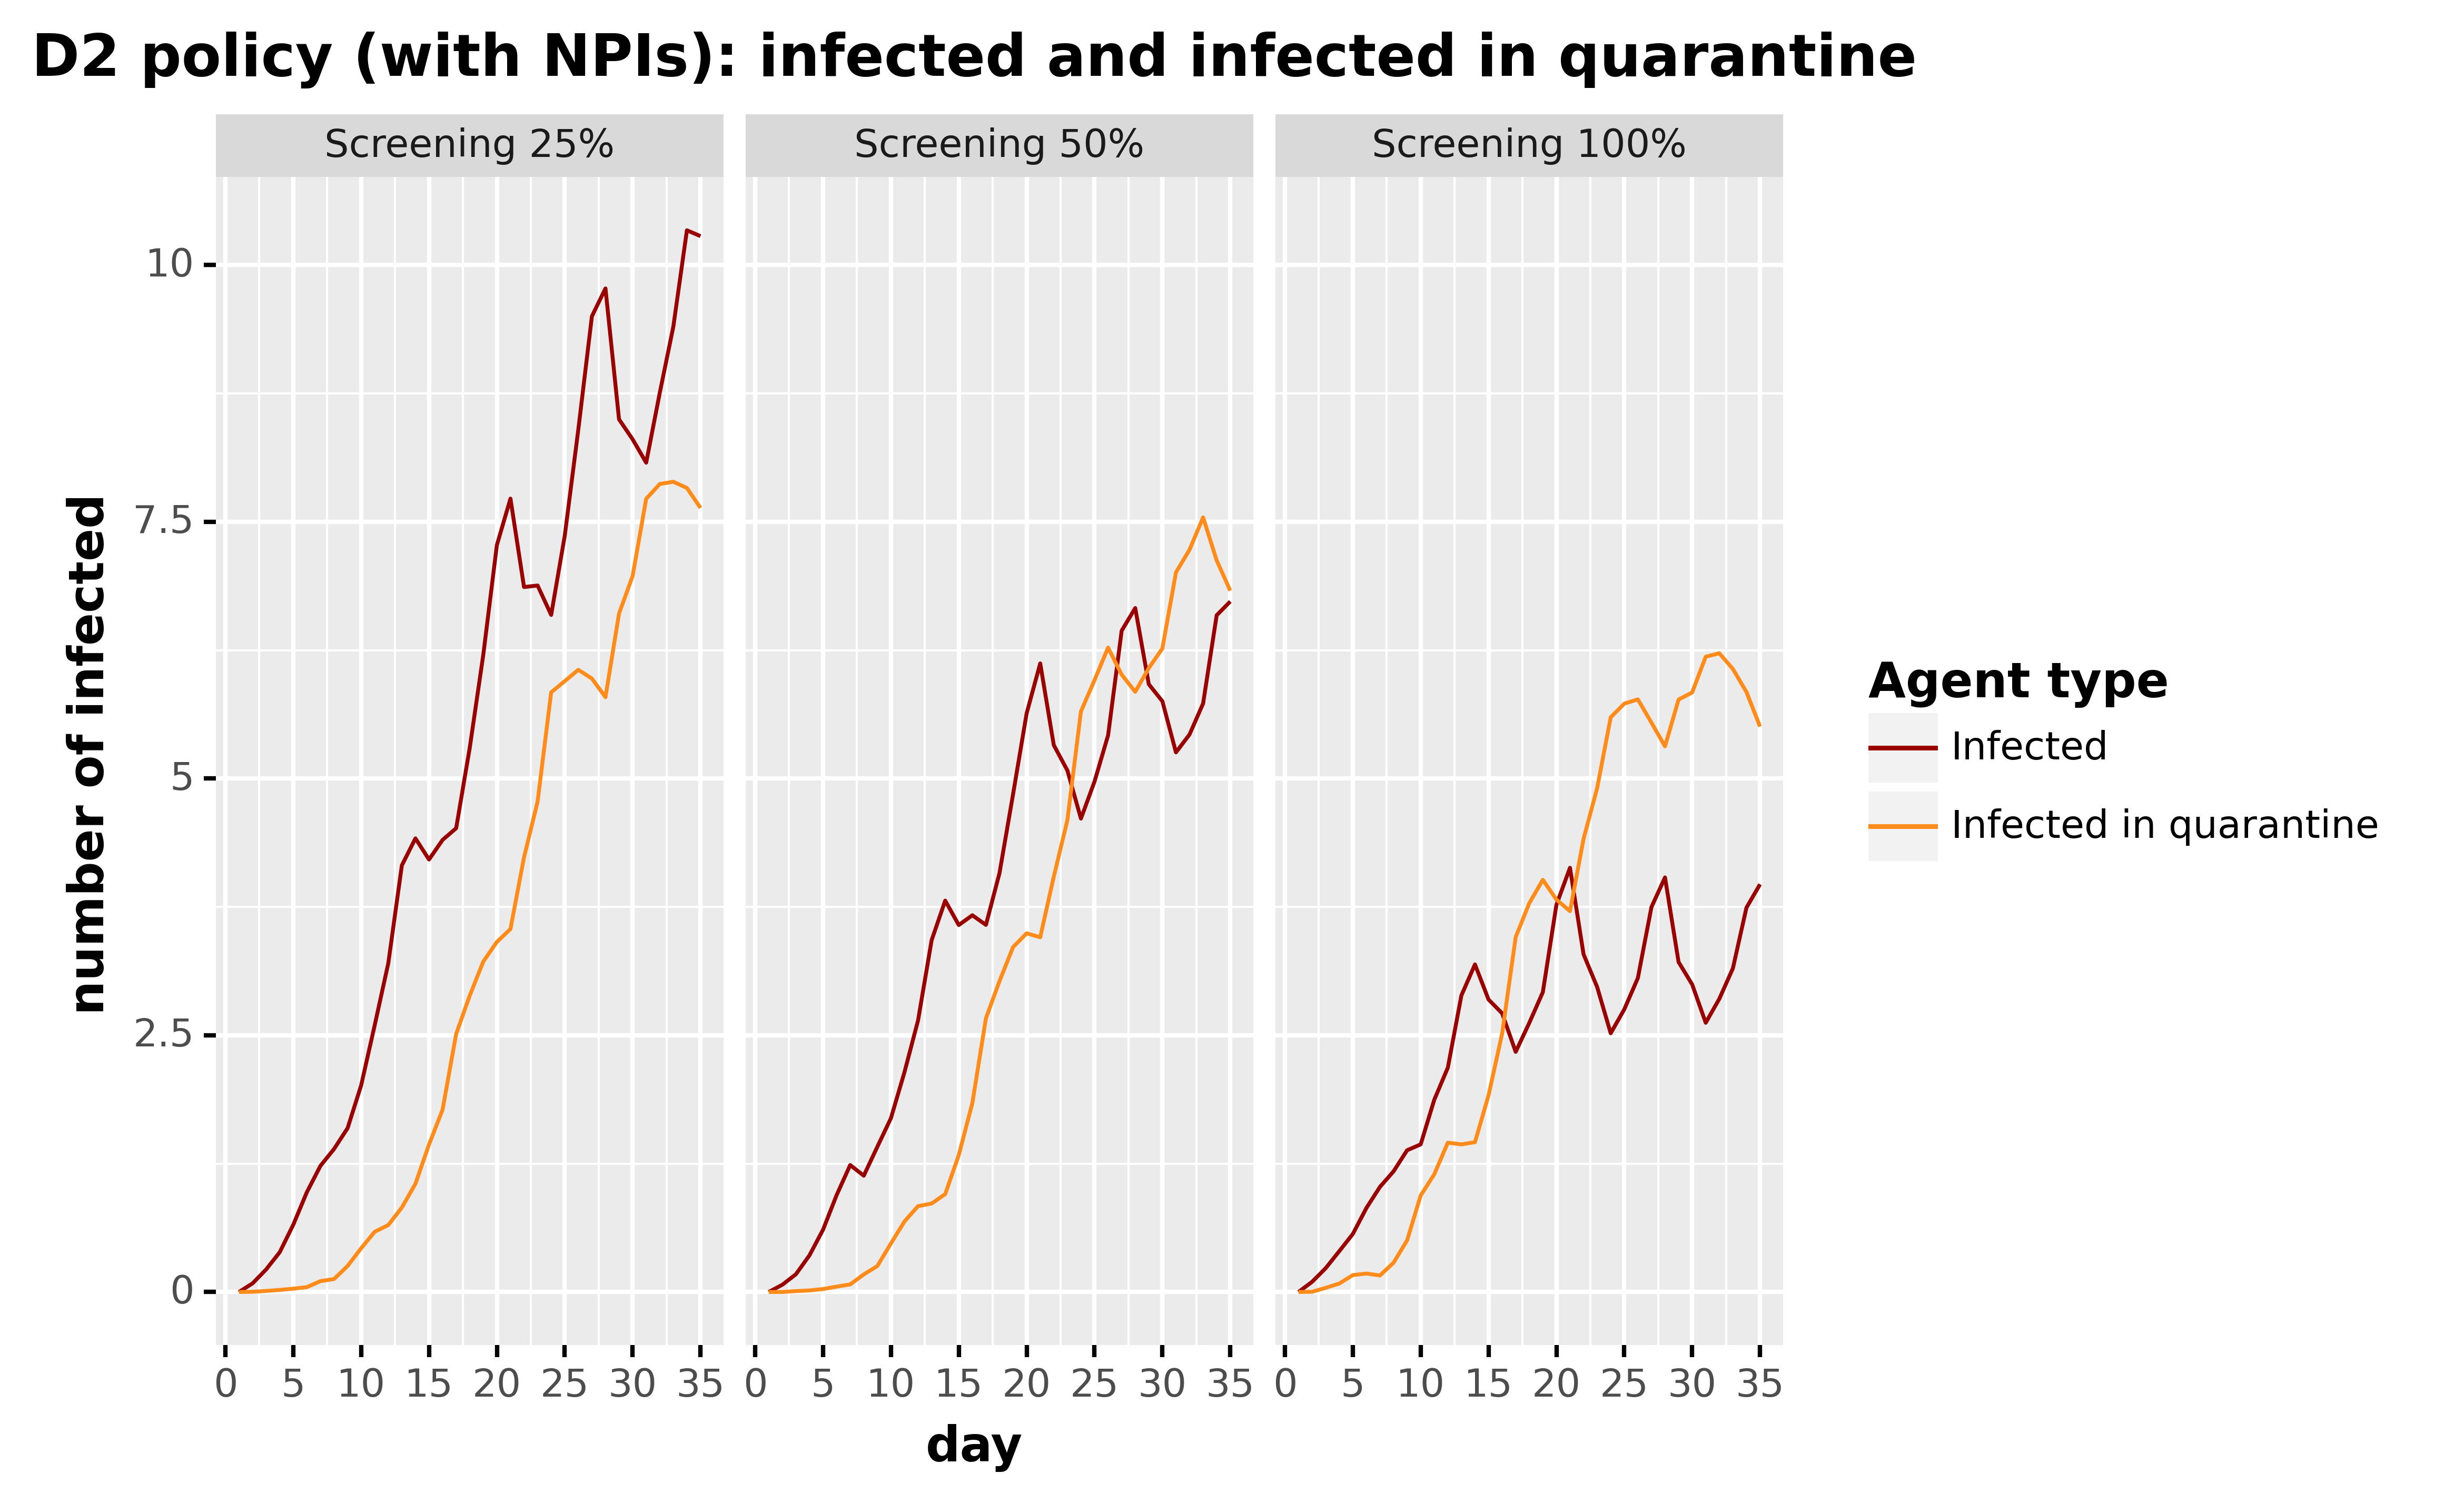 D2 policy (with NPIs): infected and infected in quarantine
Screening 25% Screening 50% Screening 100%
10
7.5
5
2.5
0
number of infected
0 5 10 15 20 25 30 35 0 5 10 15 20 25 30 35 0 5 10 15 20 25 30 35
day
Agent type
Infected
Infected in quarantine